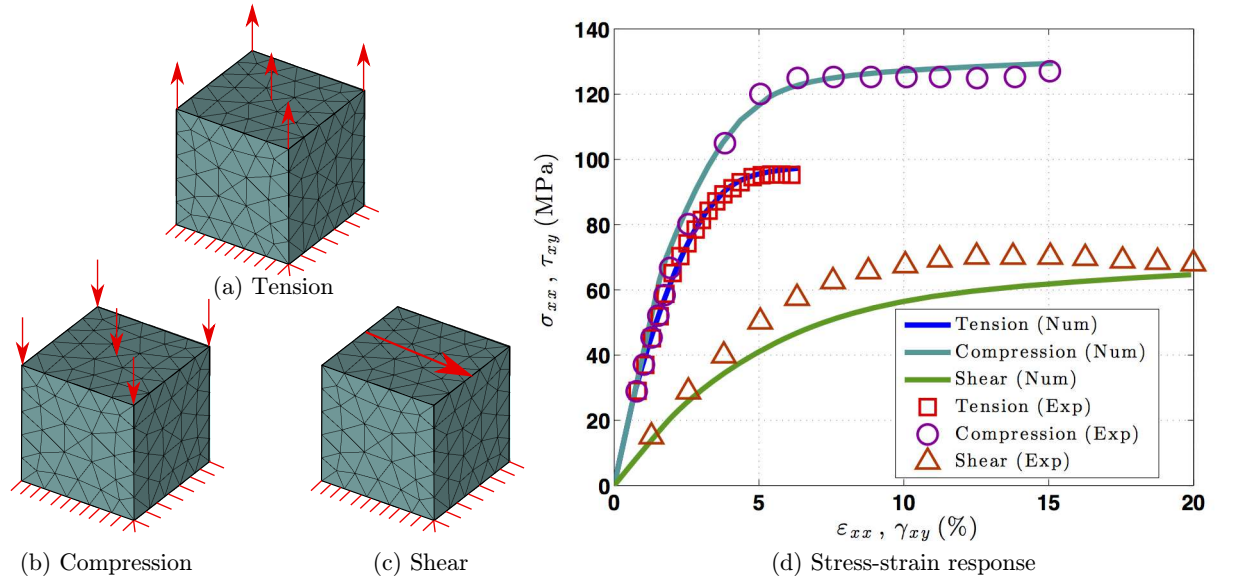 (a) Tension
(b) Compression
(c) Shear
140
120
100
80
60
40
20
0
σxx , τxy (MPa)
0 5 10 15 20
εxx , γxy (%)
Tension (Num)
Compression (Num)
Shear (Num)
Tension (Exp)
Compression (Exp)
Shear (Exp)
(d) Stress-strain response